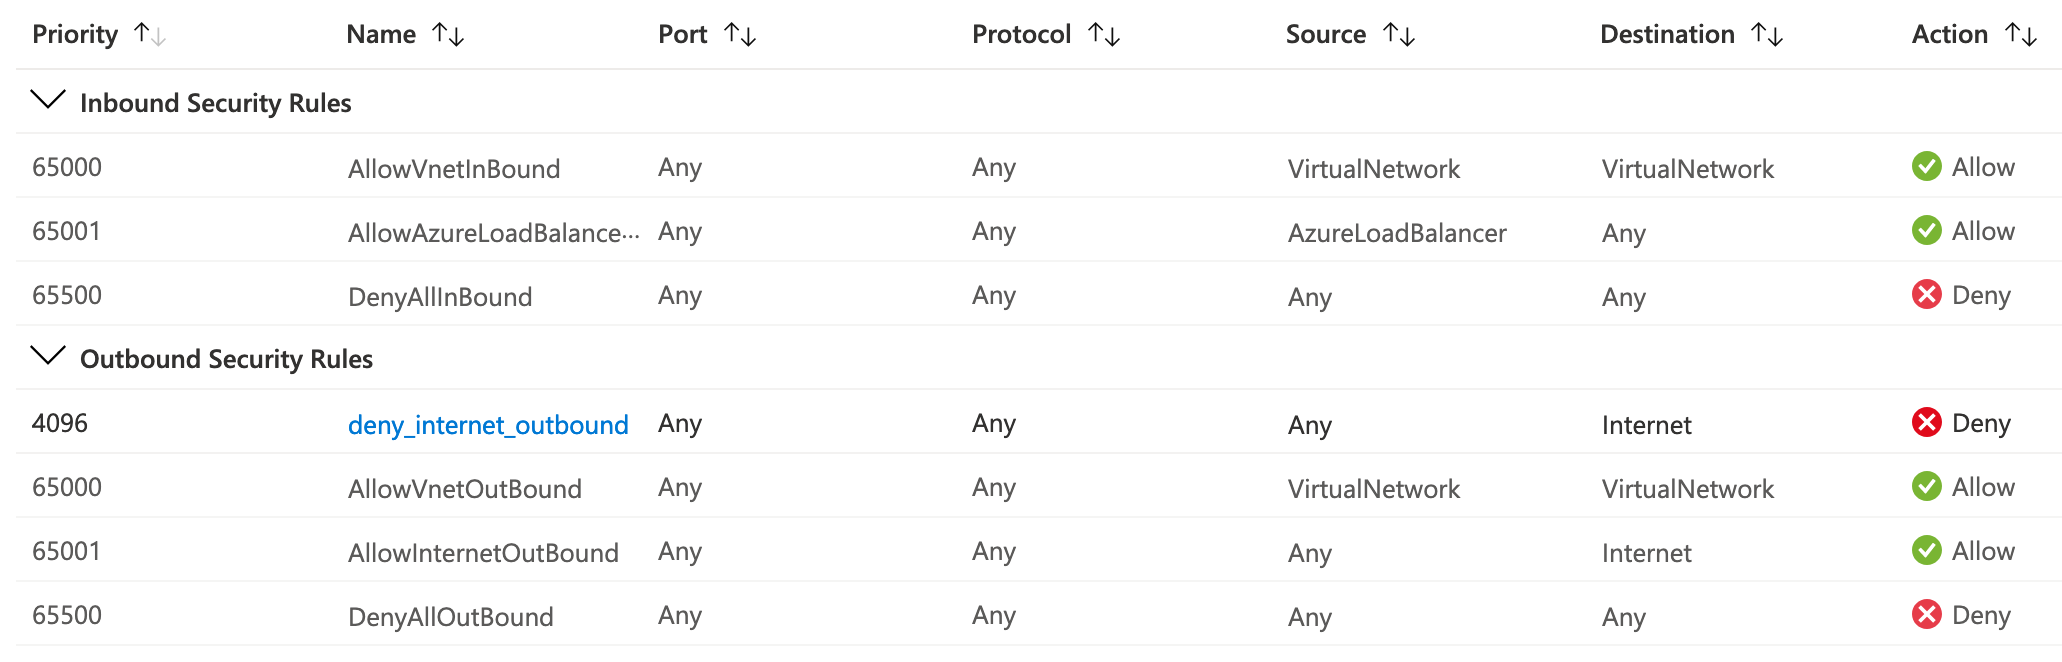 Priority Name Port Protocol Source Destination Action
Inbound Security Rules
65000 AllowVnetInBound Any Any VirtualNetwork VirtualNetwork Allow
65001 AllowAzureLoadBalance... Any Any AzureLoadBalancer Any Allow
65500 DenyAllInBound Any Any Any Any Deny
Outbound Security Rules
4096 deny_internet_outbound Any Any Any Internet Deny
65000 AllowVnetOutBound Any Any VirtualNetwork VirtualNetwork Allow
65001 AllowInternetOutBound Any Any Any Internet Allow
65500 DenyAllOutBound Any Any Any Any Deny